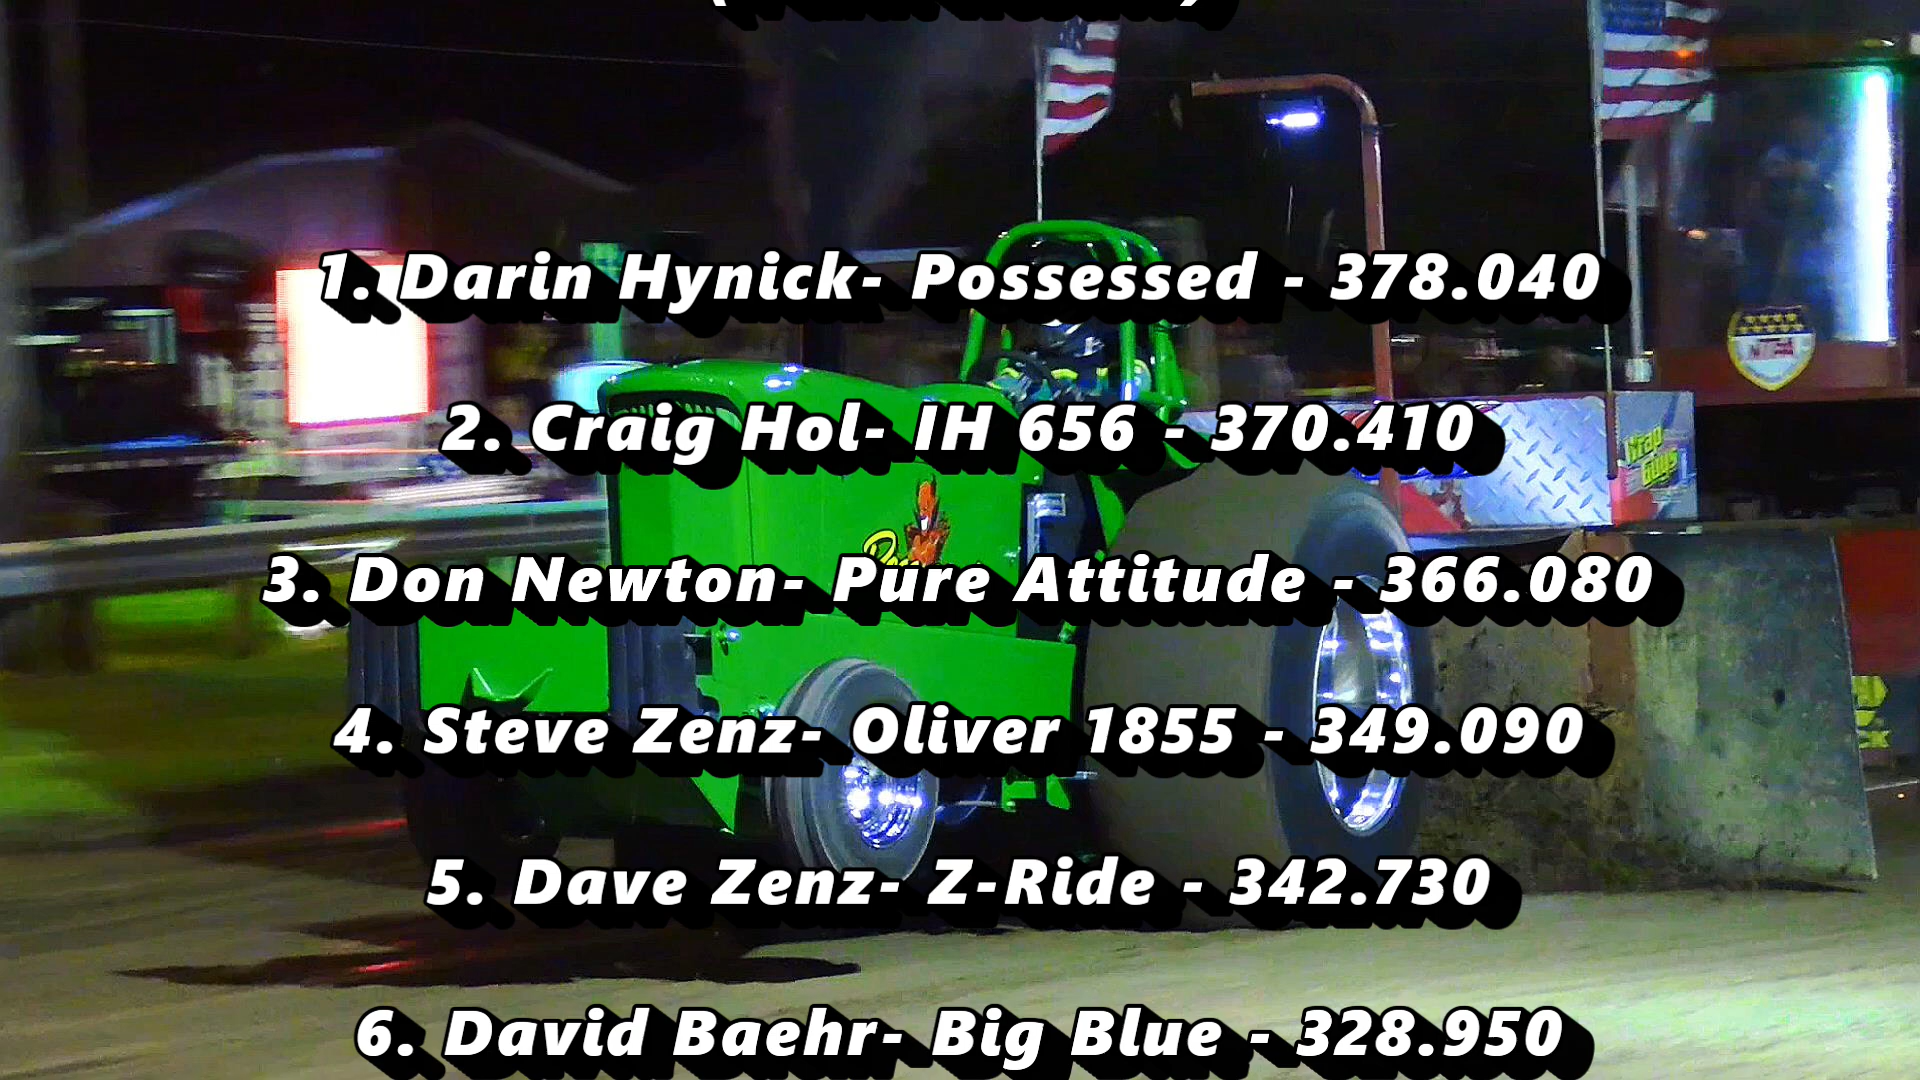 1. Darin Hynick- Possessed - 378.040
2. Craig Hol- IH 656 - 370.410
3. Don Newton- Pure Attitude - 366.080
4. Steve Zenz- Oliver 1855 - 349.090
5. Dave Zenz- Z-Ride - 342.730
6. David Baehr- Big Blue - 328.950
Wrap
Guys